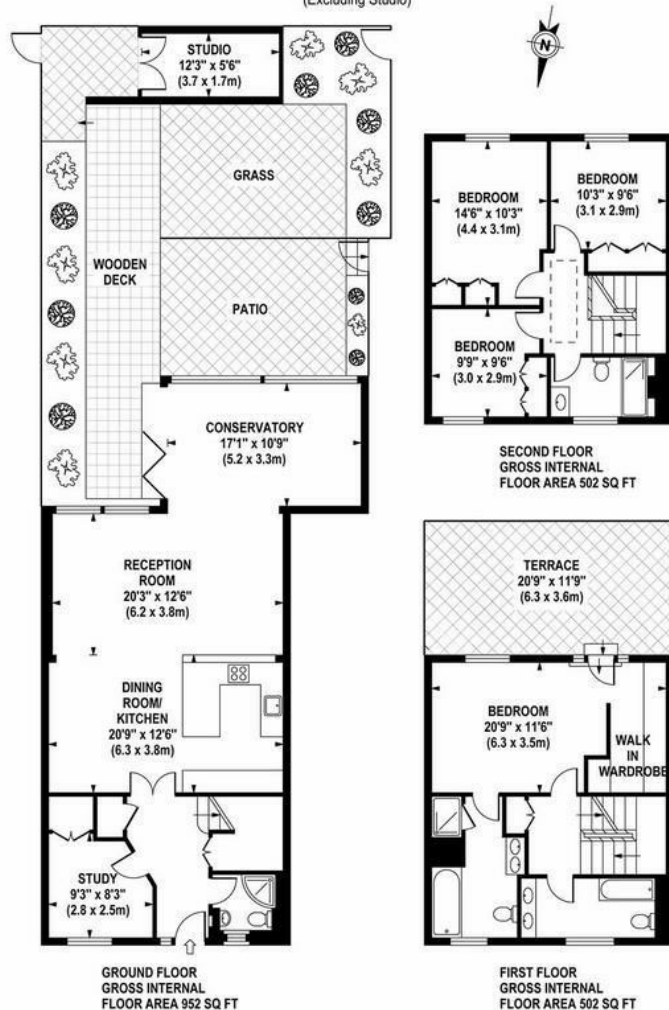 (Excluding Studio)
STUDIO
12'3" x 5'6"
(3.7 x 1.7m)
N
GRASS
WOODEN
DECK
PATIO
CONSERVATORY
17'1" x 10'9"
(5.2 x 3.3m)
RECEPTION
ROOM
20'3" x 12'6"
(6.2 x 3.8m)
DINING
ROOM/
KITCHEN
20'9" x 12'6"
(6.3 x 3.8m)
STUDY
9'3" x 8'3"
(2.8 x 2.5m)
GROUND FLOOR
GROSS INTERNAL
FLOOR AREA 952 SQ FT
BEDROOM
14'6" x 10'3"
(4.4 x 3.1m)
BEDROOM
10'3" x 9'6"
(3.1 x 2.9m)
BEDROOM
9'9" x 9'6"
(3.0 x 2.9m)
SECOND FLOOR
GROSS INTERNAL
FLOOR AREA 502 SQ FT
TERRACE
20'9" x 11'9"
(6.3 x 3.6m)
BEDROOM
20'9" x 11'6"
(6.3 x 3.5m)
WALK
IN
WARDROBE
FIRST FLOOR
GROSS INTERNAL
FLOOR AREA 502 SQ FT